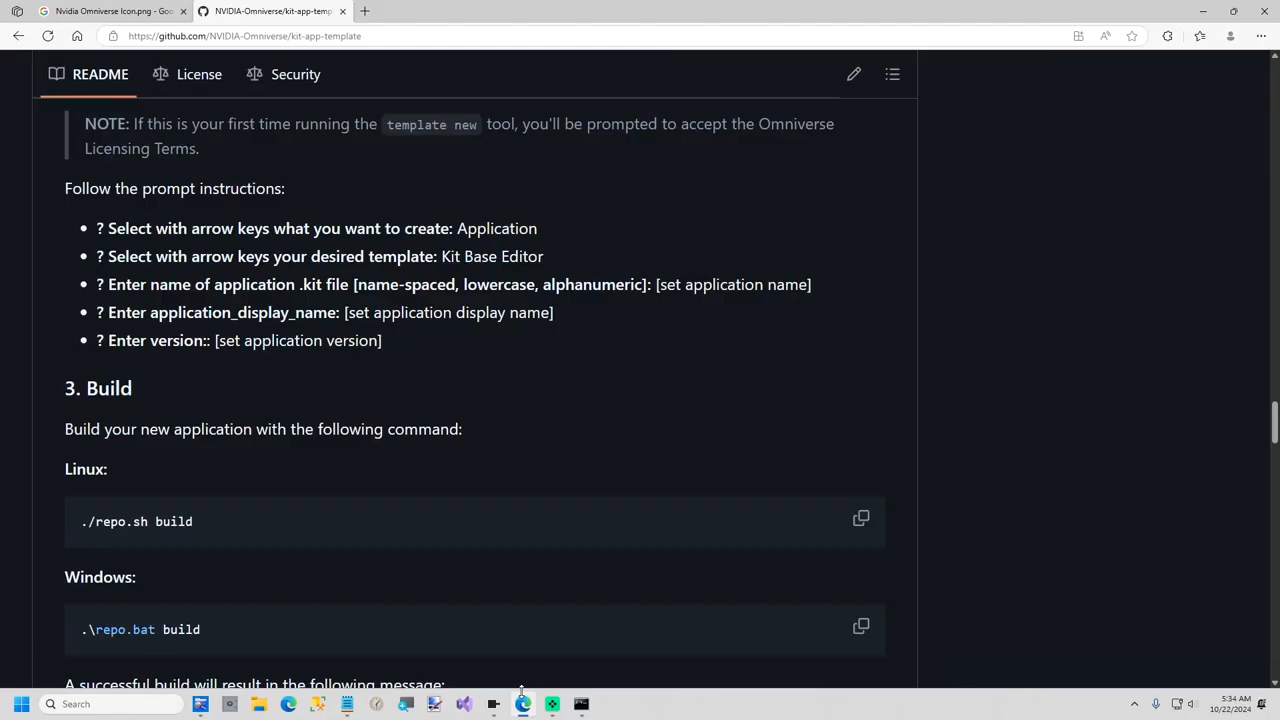 Nvidia Omniverse Icon.png - Goo
NVIDIA-Omniverse/kit-app-temp
https://github.com/NVIDIA-Omniverse/kit-app-template
README
License
Security
NOTE: If this is your first time running the template new tool, you'll be prompted to accept the Omniverse
Licensing Terms.
Follow the prompt instructions:
? Select with arrow keys what you want to create: Application
? Select with arrow keys your desired template: Kit Base Editor
? Enter name of application .kit file [name-spaced, lowercase, alphanumeric]: [set application name]
? Enter application_display_name: [set application display name]
? Enter version:: [set application version]
3. Build
Build your new application with the following command:
Linux:
./repo.sh build
Windows:
.\repo.bat build
A successful build will result in the following message:
Search
5:34 AM
10/22/2024